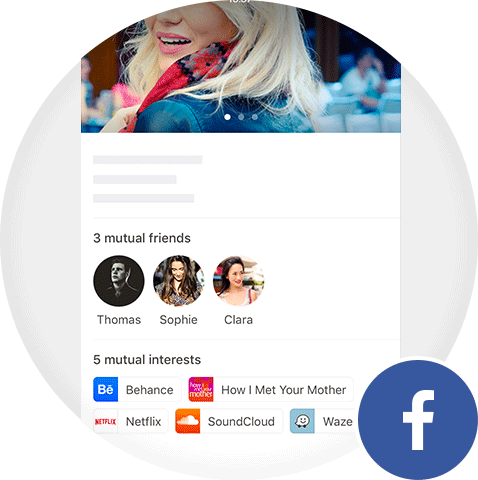 3 mutual friends
Thomas Sophie Clara
5 mutual interests
Bē Behance how i met your mother How I Met Your Mother
NETFLIX Netflix SoundCloud Waze
f